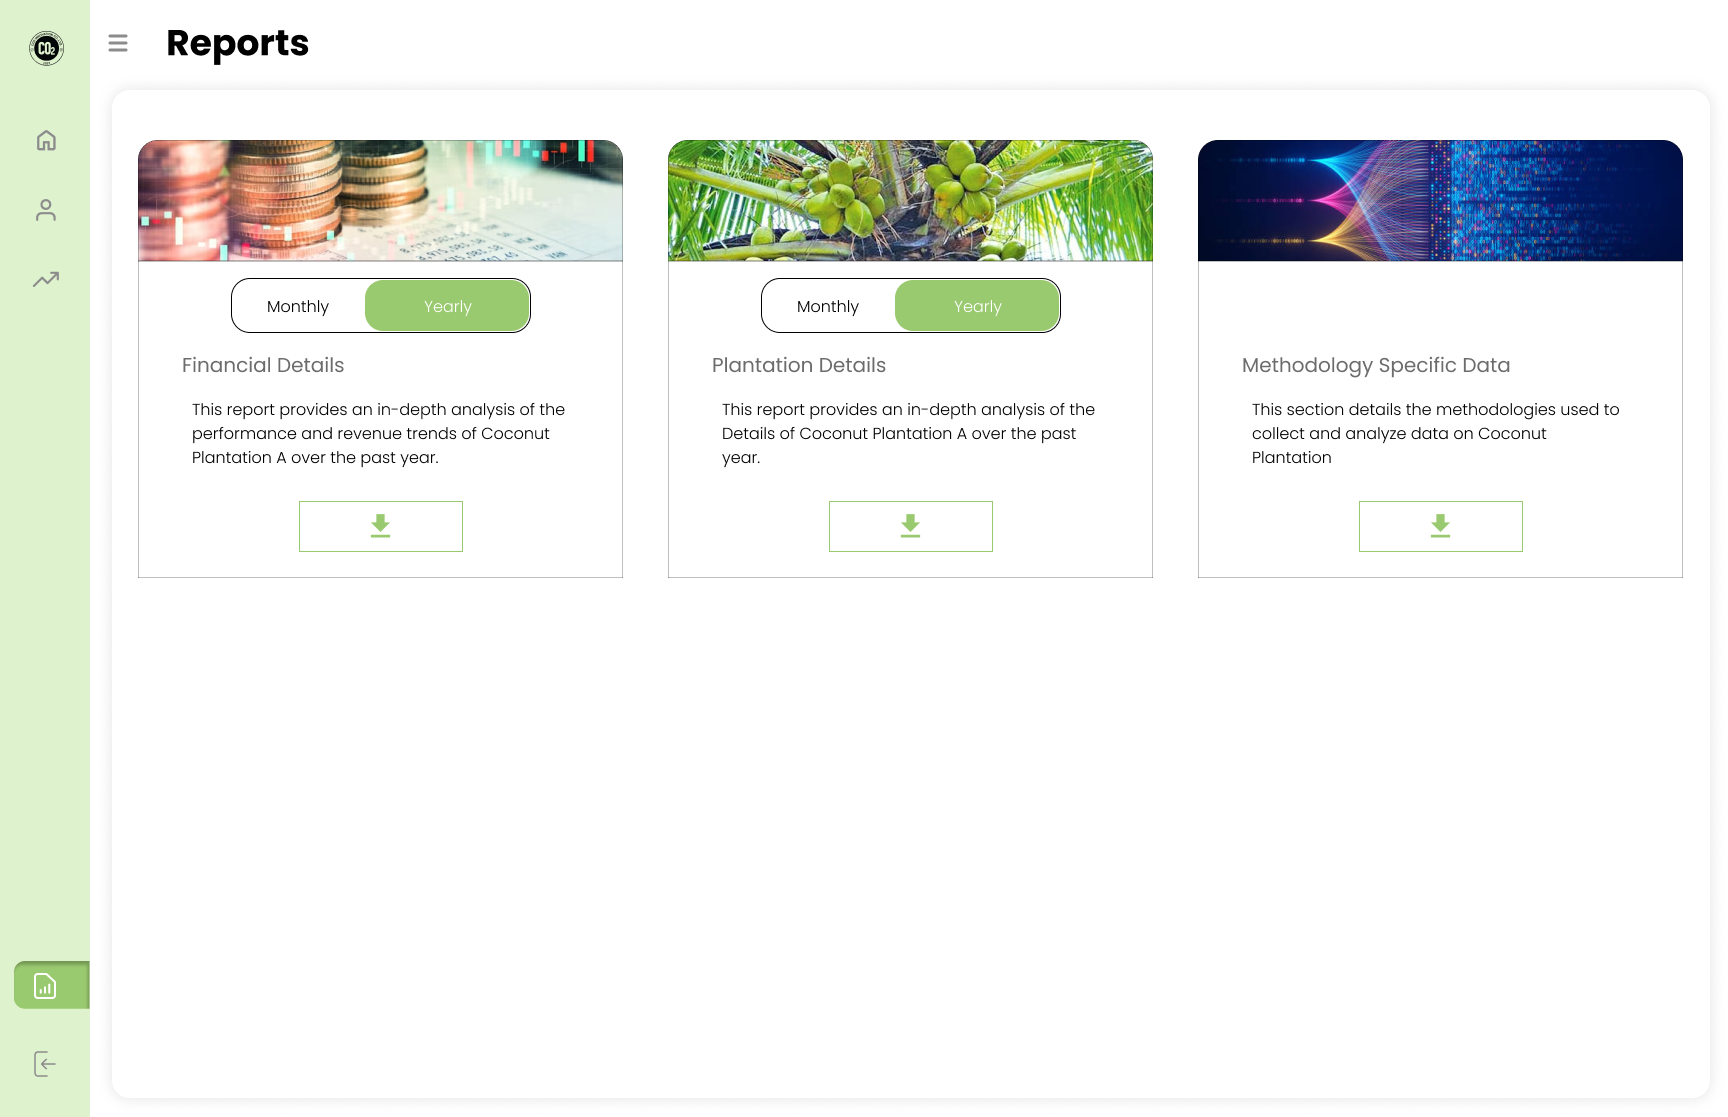 CO2
Reports
Monthly
Yearly
Financial Details
This report provides an in-depth analysis of the
performance and revenue trends of Coconut
Plantation A over the past year.
Monthly
Yearly
Plantation Details
This report provides an in-depth analysis of the
Details of Coconut Plantation A over the past
year.
Methodology Specific Data
This section details the methodologies used to
collect and analyze data on Coconut
Plantation